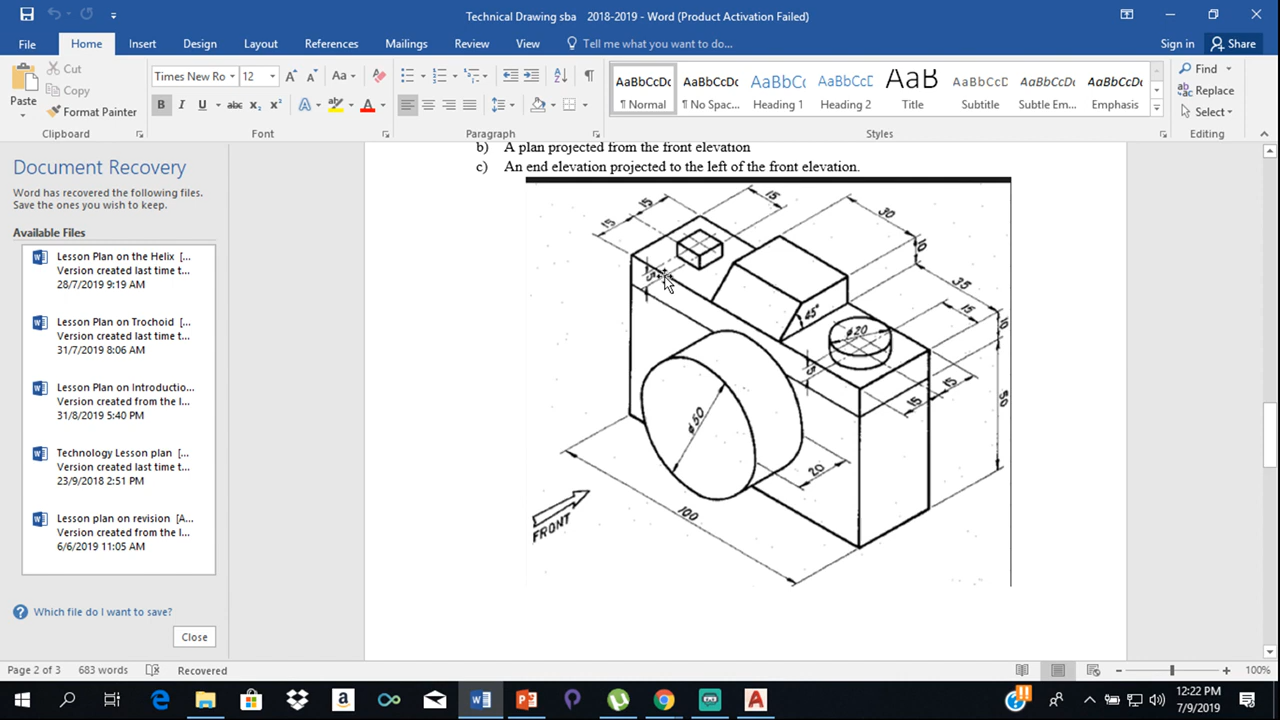 Technical Drawing sba 2018-2019 - Word (Product Activation Failed)
File Home Insert Design Layout References Mailings Review View Tell me what you want to do... Sign in Share
Cut
Copy
Format Painter
Paste
Times New Ro 12
¶ Normal ¶ No Spac... Heading 1 Heading 2 Title Subtitle Subtle Em... Emphasis
Find
Replace
Select
Clipboard Font Paragraph Styles Editing
Document Recovery
Word has recovered the following files.
Save the ones you wish to keep.
Available Files
Lesson Plan on the Helix [...
Version created last time t...
28/7/2019 9:19 AM
Lesson Plan on Trochoid [...
Version created last time t...
31/7/2019 8:06 AM
Lesson Plan on Introductio...
Version created from the l...
31/8/2019 5:40 PM
Technology Lesson plan [...
Version created last time t...
23/9/2018 2:51 PM
Lesson plan on revision [A...
Version created from the l...
6/6/2019 11:05 AM
Which file do I want to save?
Close
b) A plan projected from the front elevation
c) An end elevation projected to the left of the front elevation.
15
15
15
30
10
35
15
10
5
45°
ϕ20
5
15
15
50
ϕ50
20
100
FRONT
Page 2 of 3 683 words Recovered 100%
12:22 PM
7/9/2019